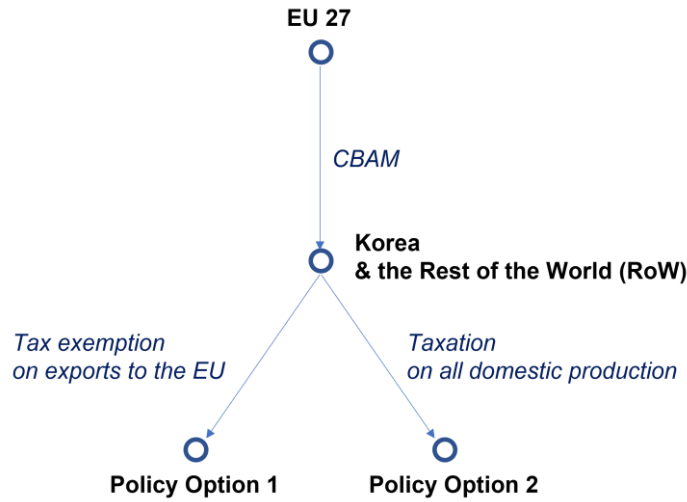 EU 27
CBAM
Korea
& the Rest of the World (RoW)
Tax exemption
on exports to the EU
Taxation
on all domestic production
Policy Option 1
Policy Option 2